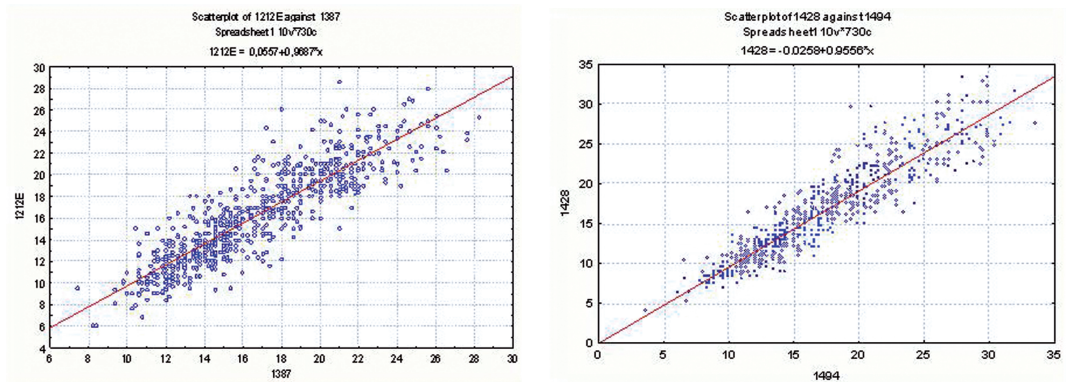 Scatterplot of 1212E against 1387
Spreadsheet1 10v*730c
1212E = 0,0557+0,9687*x
30
28
26
24
22
20
18
16
14
12
10
8
6
4
1212E
6 8 10 12 14 16 18 20 22 24 26 28 30
1387
Scatterplot of 1428 against 1494
Spreadsheet1 10v*730c
1428 = -0.0258+0.9556*x
35
30
25
20
15
10
5
0
1428
0 5 10 15 20 25 30 35
1494